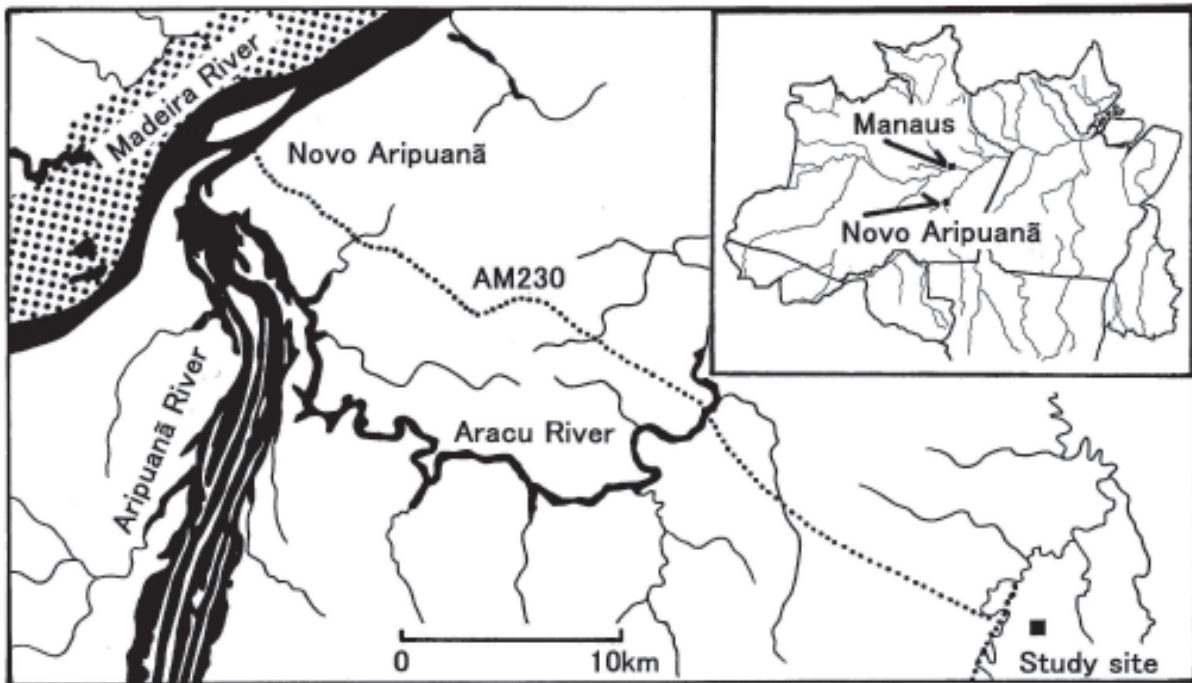 Madeira River
Novo Aripuanã
AM230
Aripuanã River
Aracu River
0 10km
Study site
Manaus
Novo Aripuanã